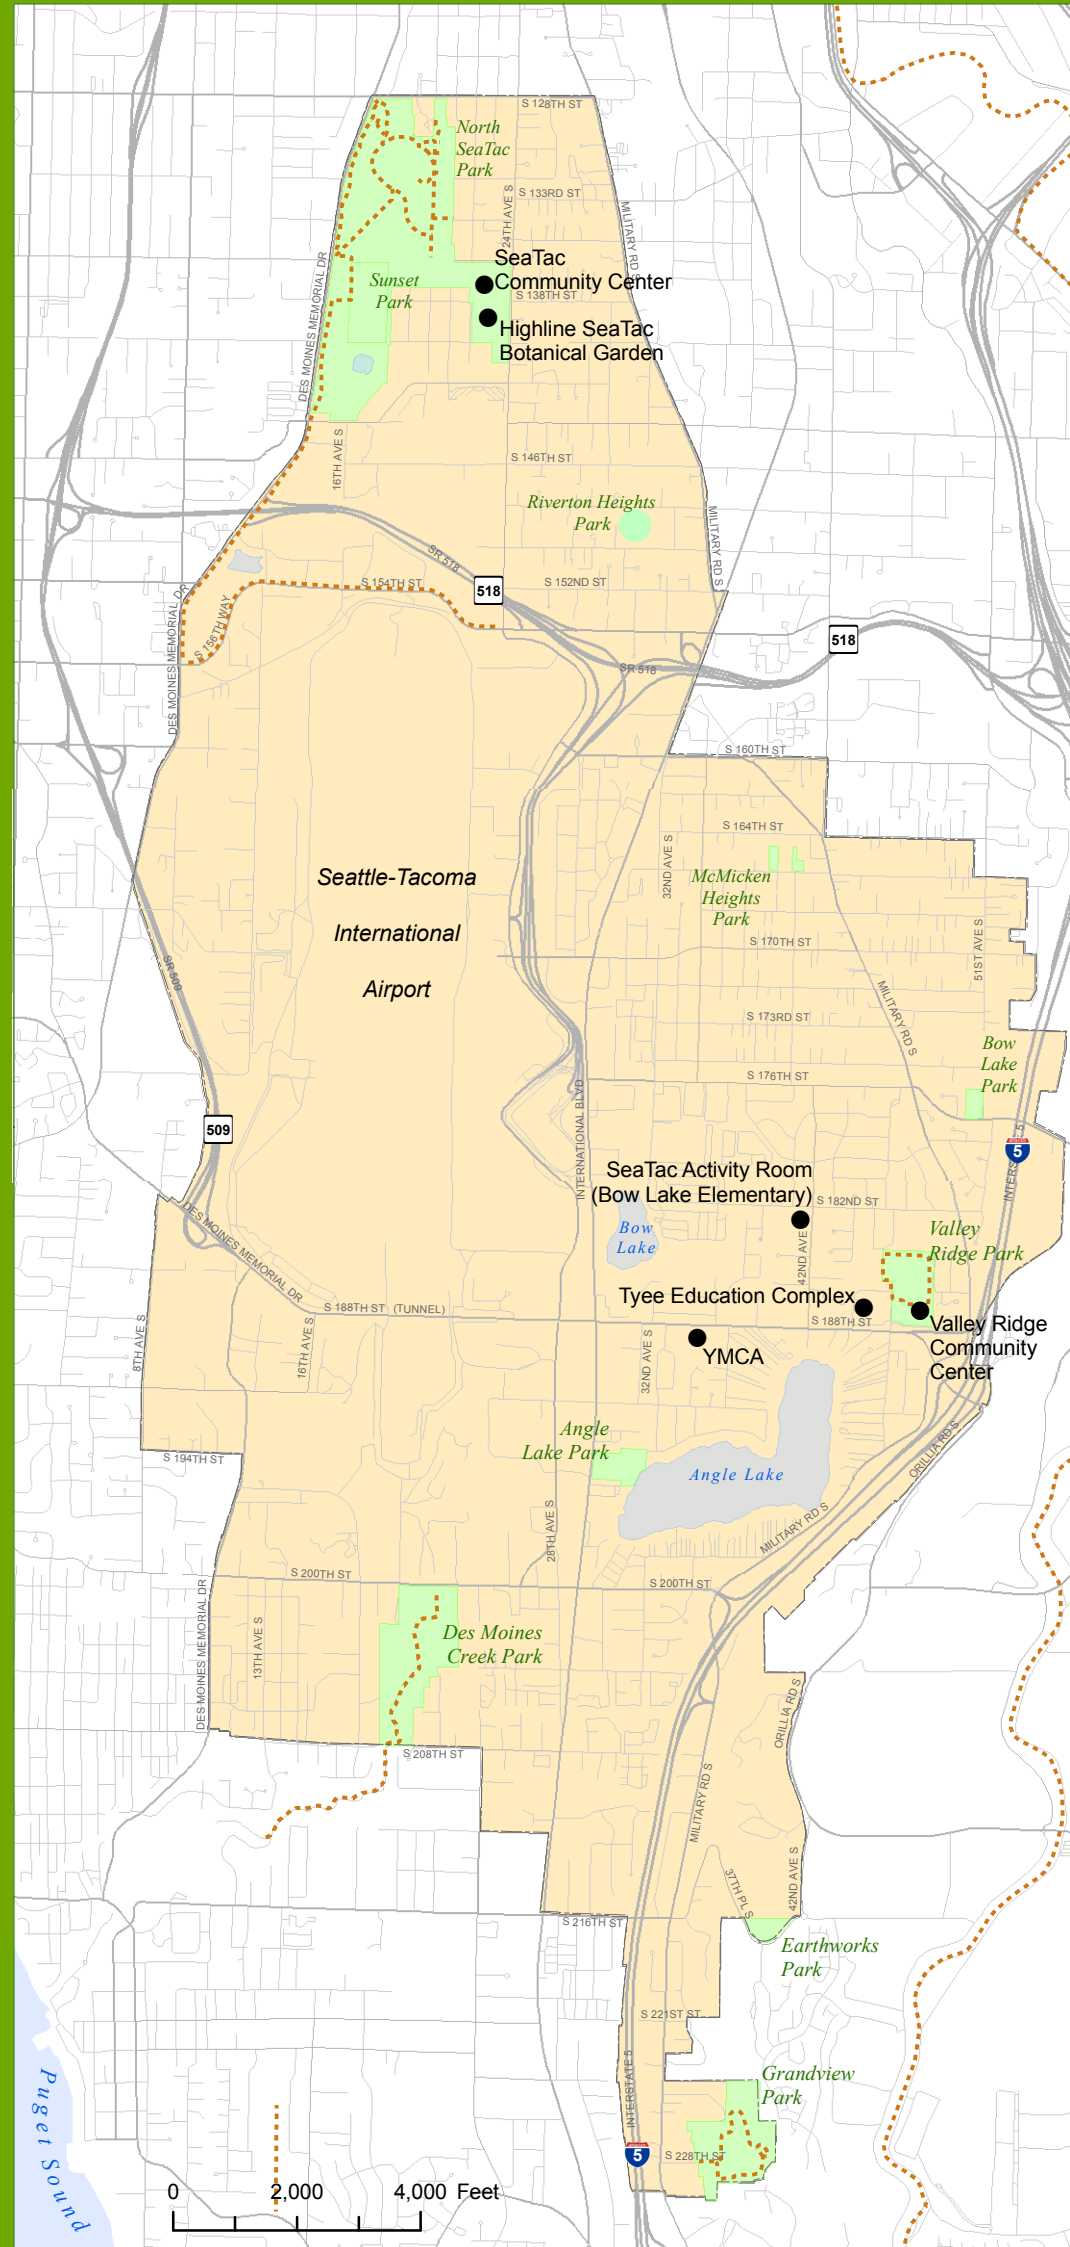 S 128TH ST
North
SeaTac
Park
24TH AVE S
S 133RD ST
MILITARY RD S
SeaTac
Community Center
DES MOINES MEMORIAL DR
Sunset
Park
S 138TH ST
Highline SeaTac
Botanical Garden
16TH AVE S
S 146TH ST
Riverton Heights
Park
MILITARY RD S
SR 518
S 154TH ST
518
S 152ND ST
DES MOINES MEMORIAL DR
S 156TH WAY
518
SR 518
S 160TH ST
S 164TH ST
32ND AVE S
McMicken
Heights
Park
Seattle-Tacoma
International
Airport
S 170TH ST
51ST AVE S
SR 509
MILITARY RD S
S 173RD ST
Bow
Lake
Park
S 176TH ST
INTERNATIONAL BLVD
509
5
INTERSTATE 5
SeaTac Activity Room
(Bow Lake Elementary)
S 182ND ST
DES MOINES MEMORIAL DR
Bow
Lake
42ND AVE
Valley
Ridge Park
Tyee Education Complex
S 188TH ST (TUNNEL)
S 188TH ST
Valley Ridge
Community
Center
8TH AVE S
16TH AVE S
32ND AVE S
YMCA
Angle
Lake Park
Angle Lake
S 194TH ST
ORILLIA RD S
28TH AVE S
MILITARY RD S
S 200TH ST
S 200TH ST
DES MOINES MEMORIAL DR
13TH AVE S
Des Moines
Creek Park
ORILLIA RD S
S 208TH ST
MILITARY RD S
37TH PL S
42ND AVE S
S 216TH ST
Earthworks
Park
S 221ST ST
INTERSTATE 5
Grandview
Park
5
S 228TH ST
Puget Sound
0 2,000 4,000 Feet